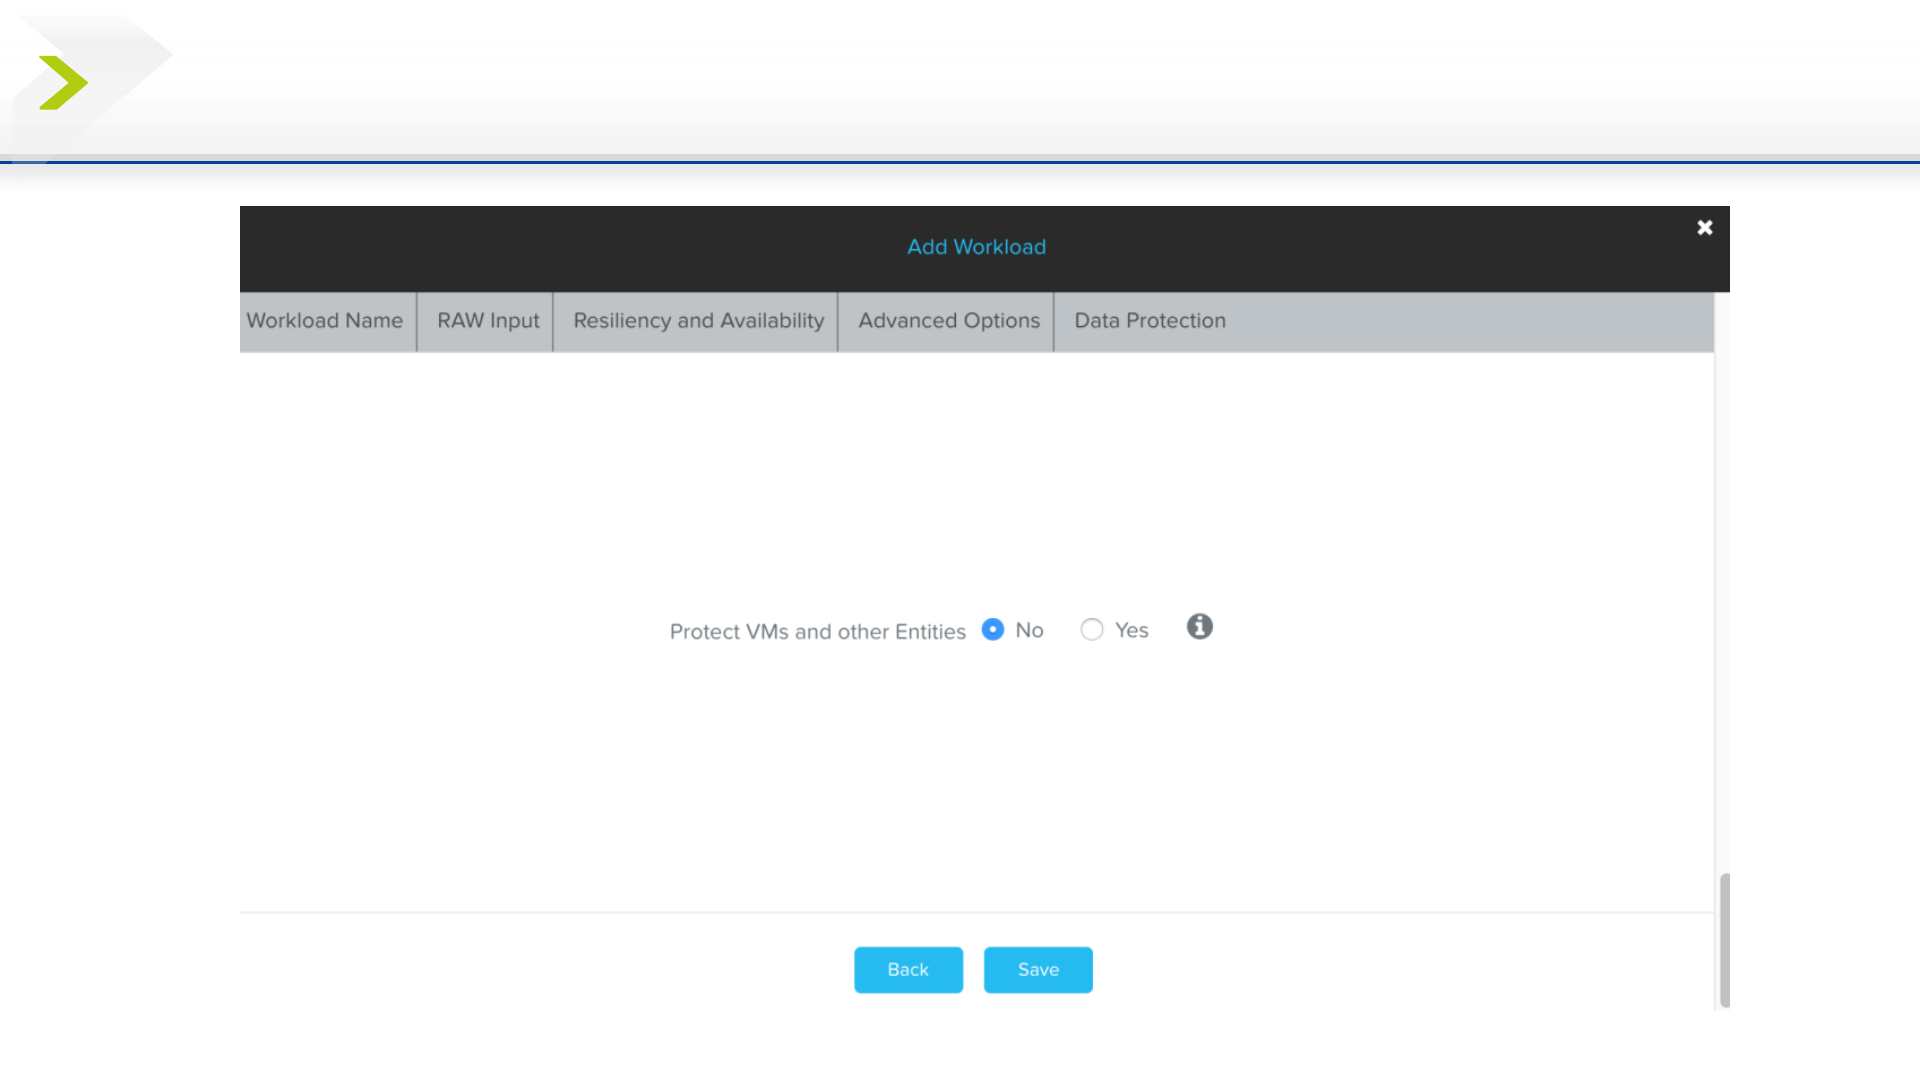 Add Workload
Workload Name RAW Input Resiliency and Availability Advanced Options Data Protection
Protect VMs and other Entities No Yes
Back Save